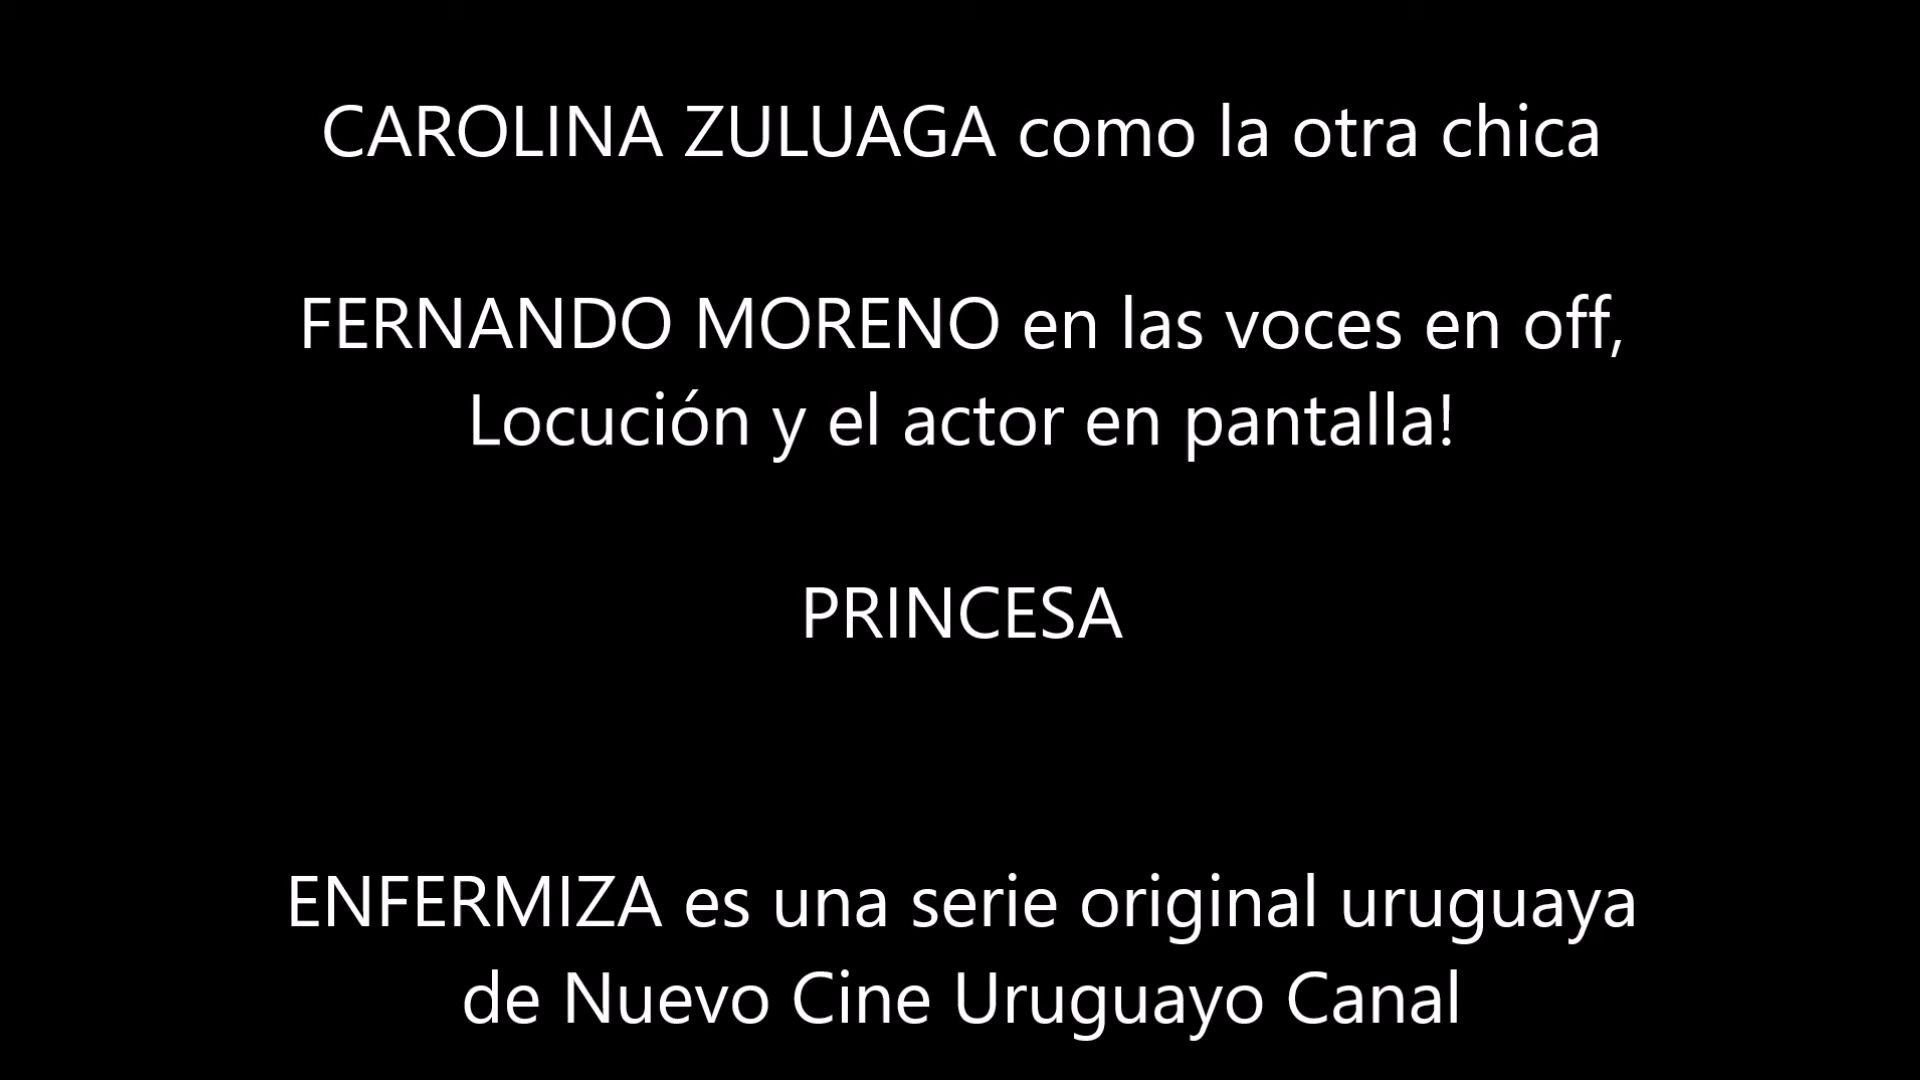 CAROLINA ZULUAGA como la otra chica
FERNANDO MORENO en las voces en off,
Locución y el actor en pantalla!
PRINCESA
ENFERMIZA es una serie original uruguaya
de Nuevo Cine Uruguayo Canal